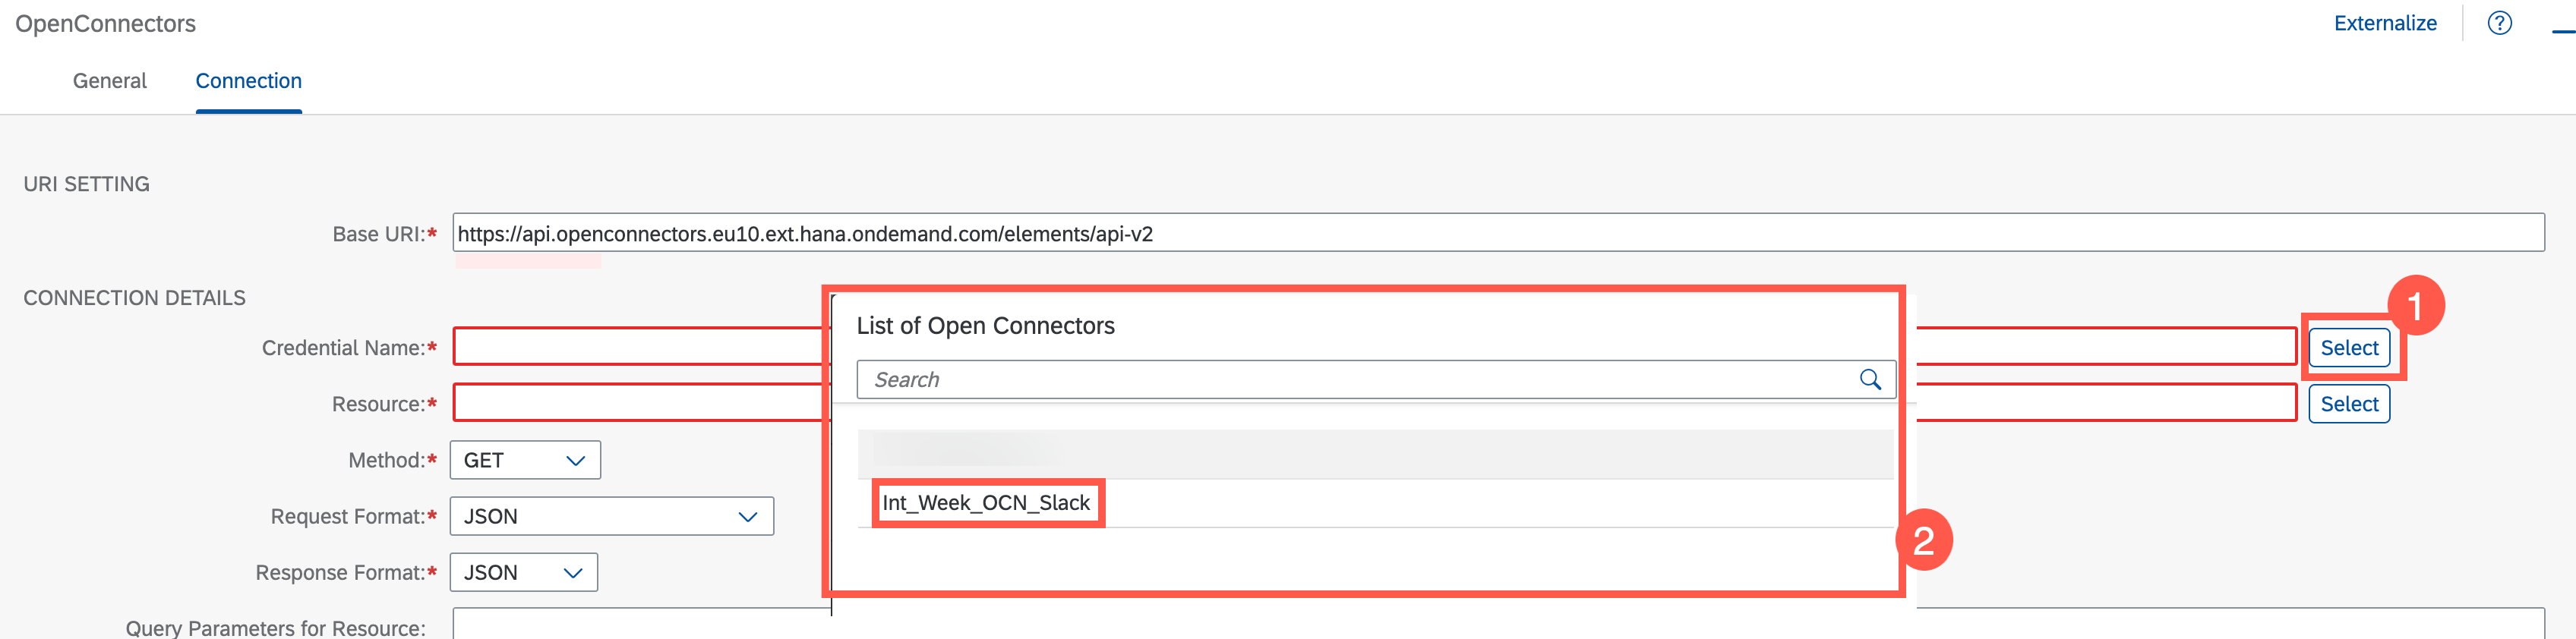 OpenConnectors
Externalize
?
General
Connection
URI SETTING
Base URI:*
https://api.openconnectors.eu10.ext.hana.ondemand.com/elements/api-v2
CONNECTION DETAILS
Credential Name:*
Select
1
Resource:*
Select
List of Open Connectors
Search
Int_Week_OCN_Slack
2
Method:*
GET
Request Format:*
JSON
Response Format:*
JSON
Query Parameters for Resource: